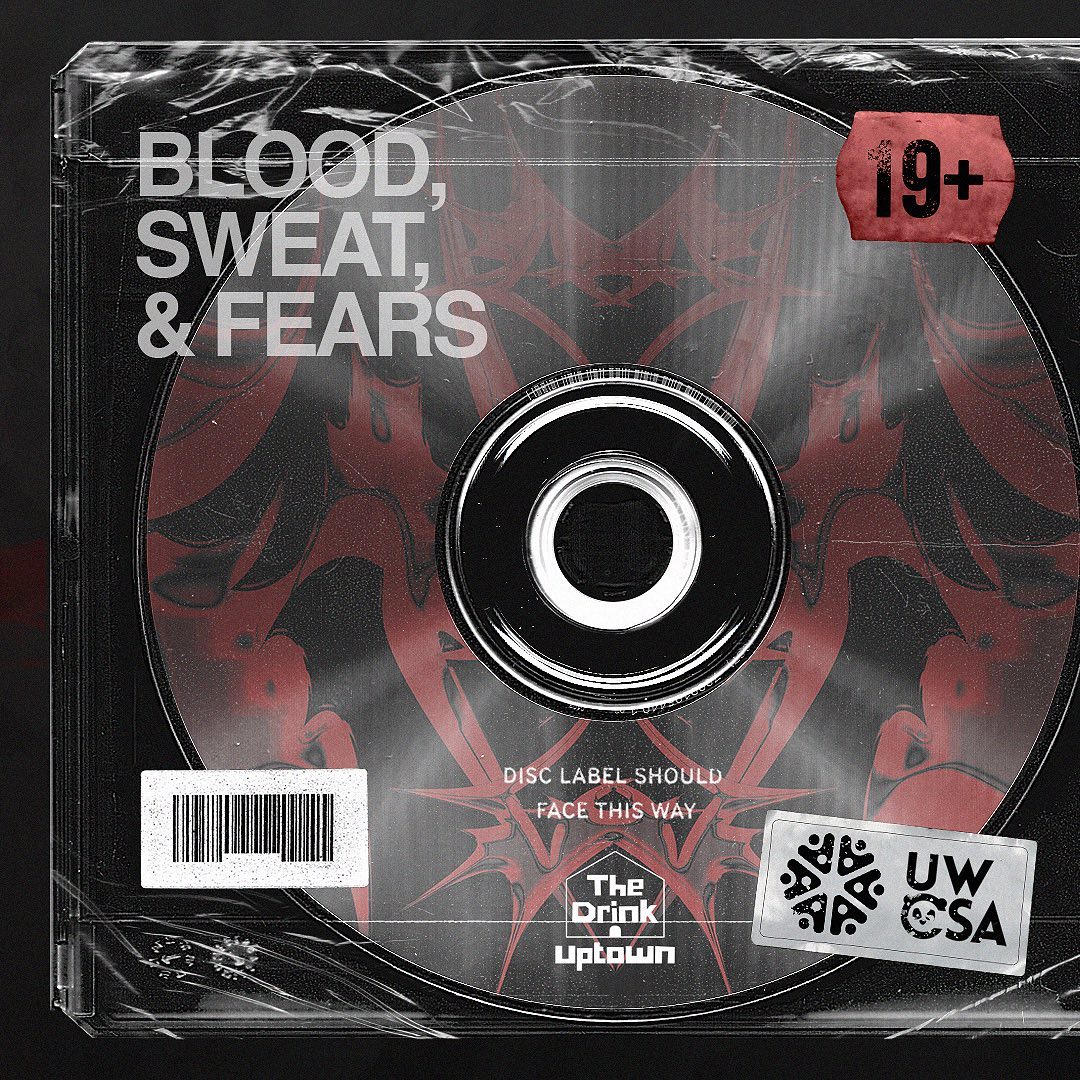 BLOOD,
SWEAT,
& FEARS
19+
DISC LABEL SHOULD
FACE THIS WAY
The
Drink
uptown
UW
CSA